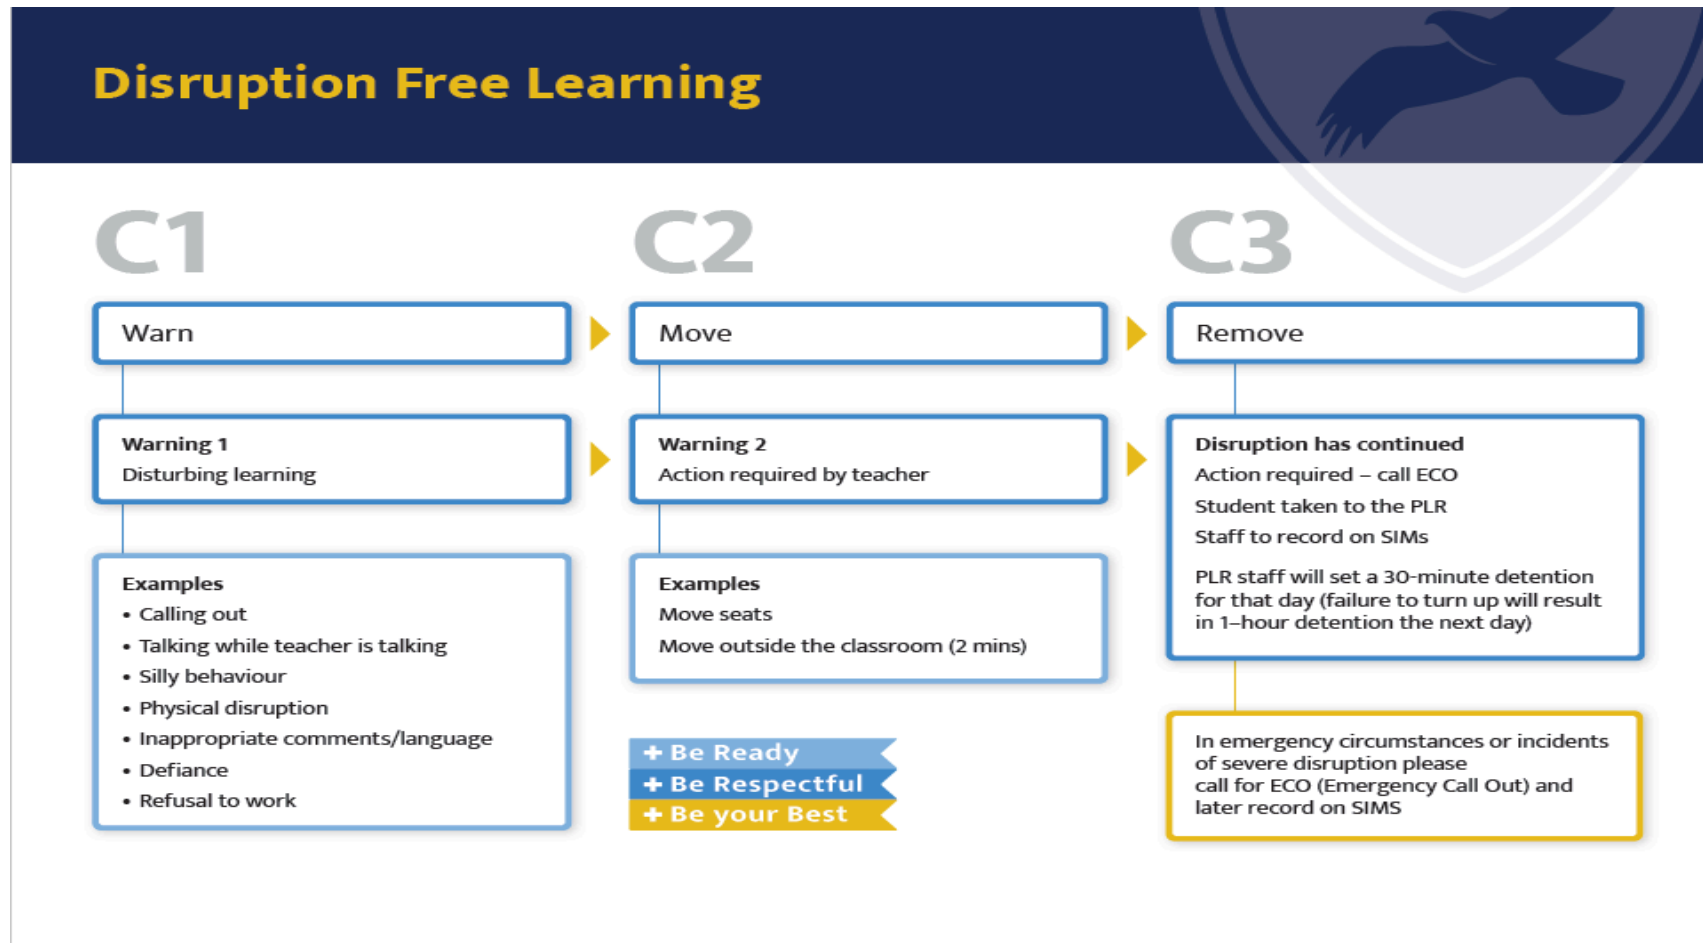 Disruption Free Learning
C1
Warn
Warning 1
Disturbing learning
Examples
• Calling out
• Talking while teacher is talking
• Silly behaviour
• Physical disruption
• Inappropriate comments/language
• Defiance
• Refusal to work
C2
Move
Warning 2
Action required by teacher
Examples
Move seats
Move outside the classroom (2 mins)
+ Be Ready
+ Be Respectful
+ Be your Best
C3
Remove
Disruption has continued
Action required – call ECO
Student taken to the PLR
Staff to record on SIMs
PLR staff will set a 30-minute detention
for that day (failure to turn up will result
in 1–hour detention the next day)
In emergency circumstances or incidents
of severe disruption please
call for ECO (Emergency Call Out) and
later record on SIMS